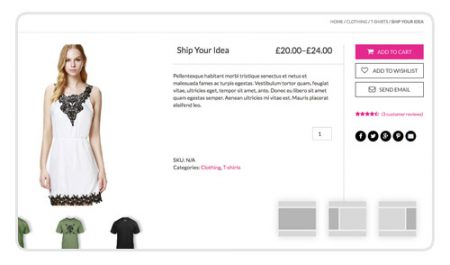 HOME / CLOTHING / T-SHIRTS / SHIP YOUR IDEA
Ship Your Idea
£20.00–£24.00
Pellentesque habitant morbi tristique senectus et netus et
malesuada fames ac turpis egestas. Vestibulum tortor quam, feugiat
vitae, ultricies eget, tempor sit amet, ante. Donec eu libero sit amet
quam egestas semper. Aenean ultricies mi vitae est. Mauris placerat
eleifend leo.
1
SKU: N/A
Categories: Clothing, T-shirts
ADD TO CART
ADD TO WISHLIST
SEND EMAIL
(3 customer reviews)